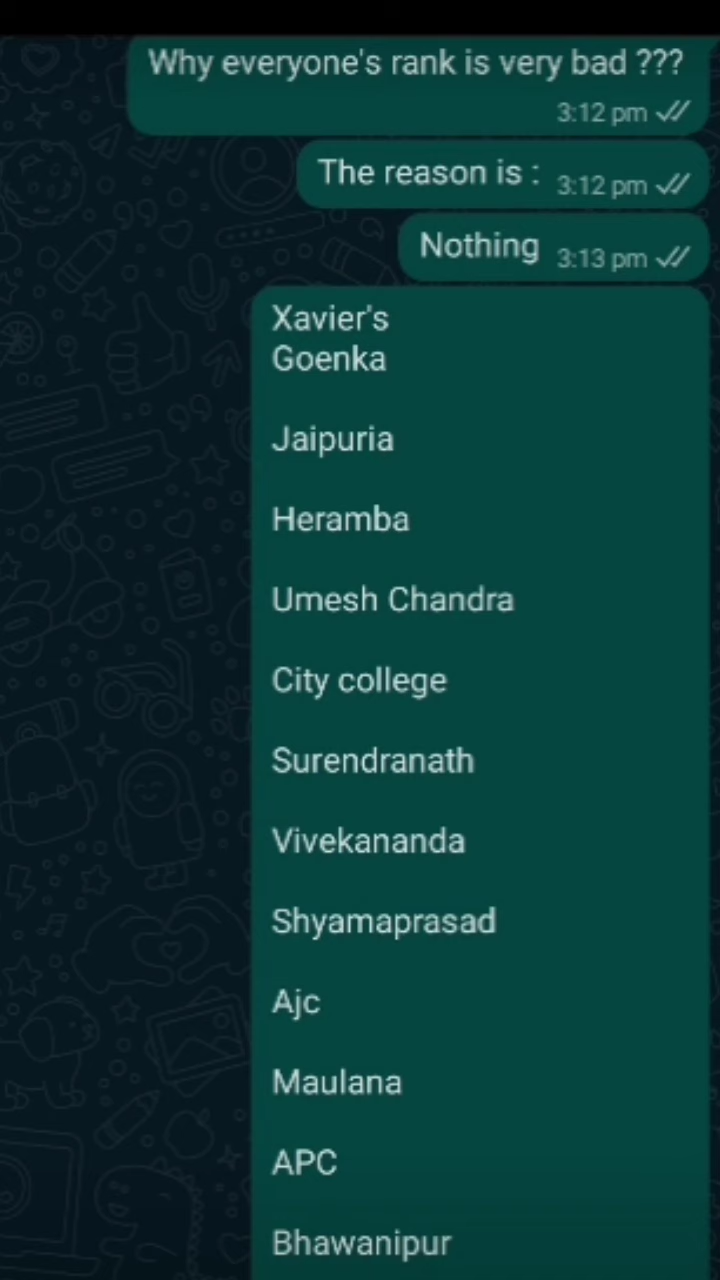 Why everyone's rank is very bad ???
3:12 pm
The reason is :
3:12 pm
Nothing
3:13 pm
Xavier's
Goenka
Jaipuria
Heramba
Umesh Chandra
City college
Surendranath
Vivekananda
Shyamaprasad
Ajc
Maulana
APC
Bhawanipur